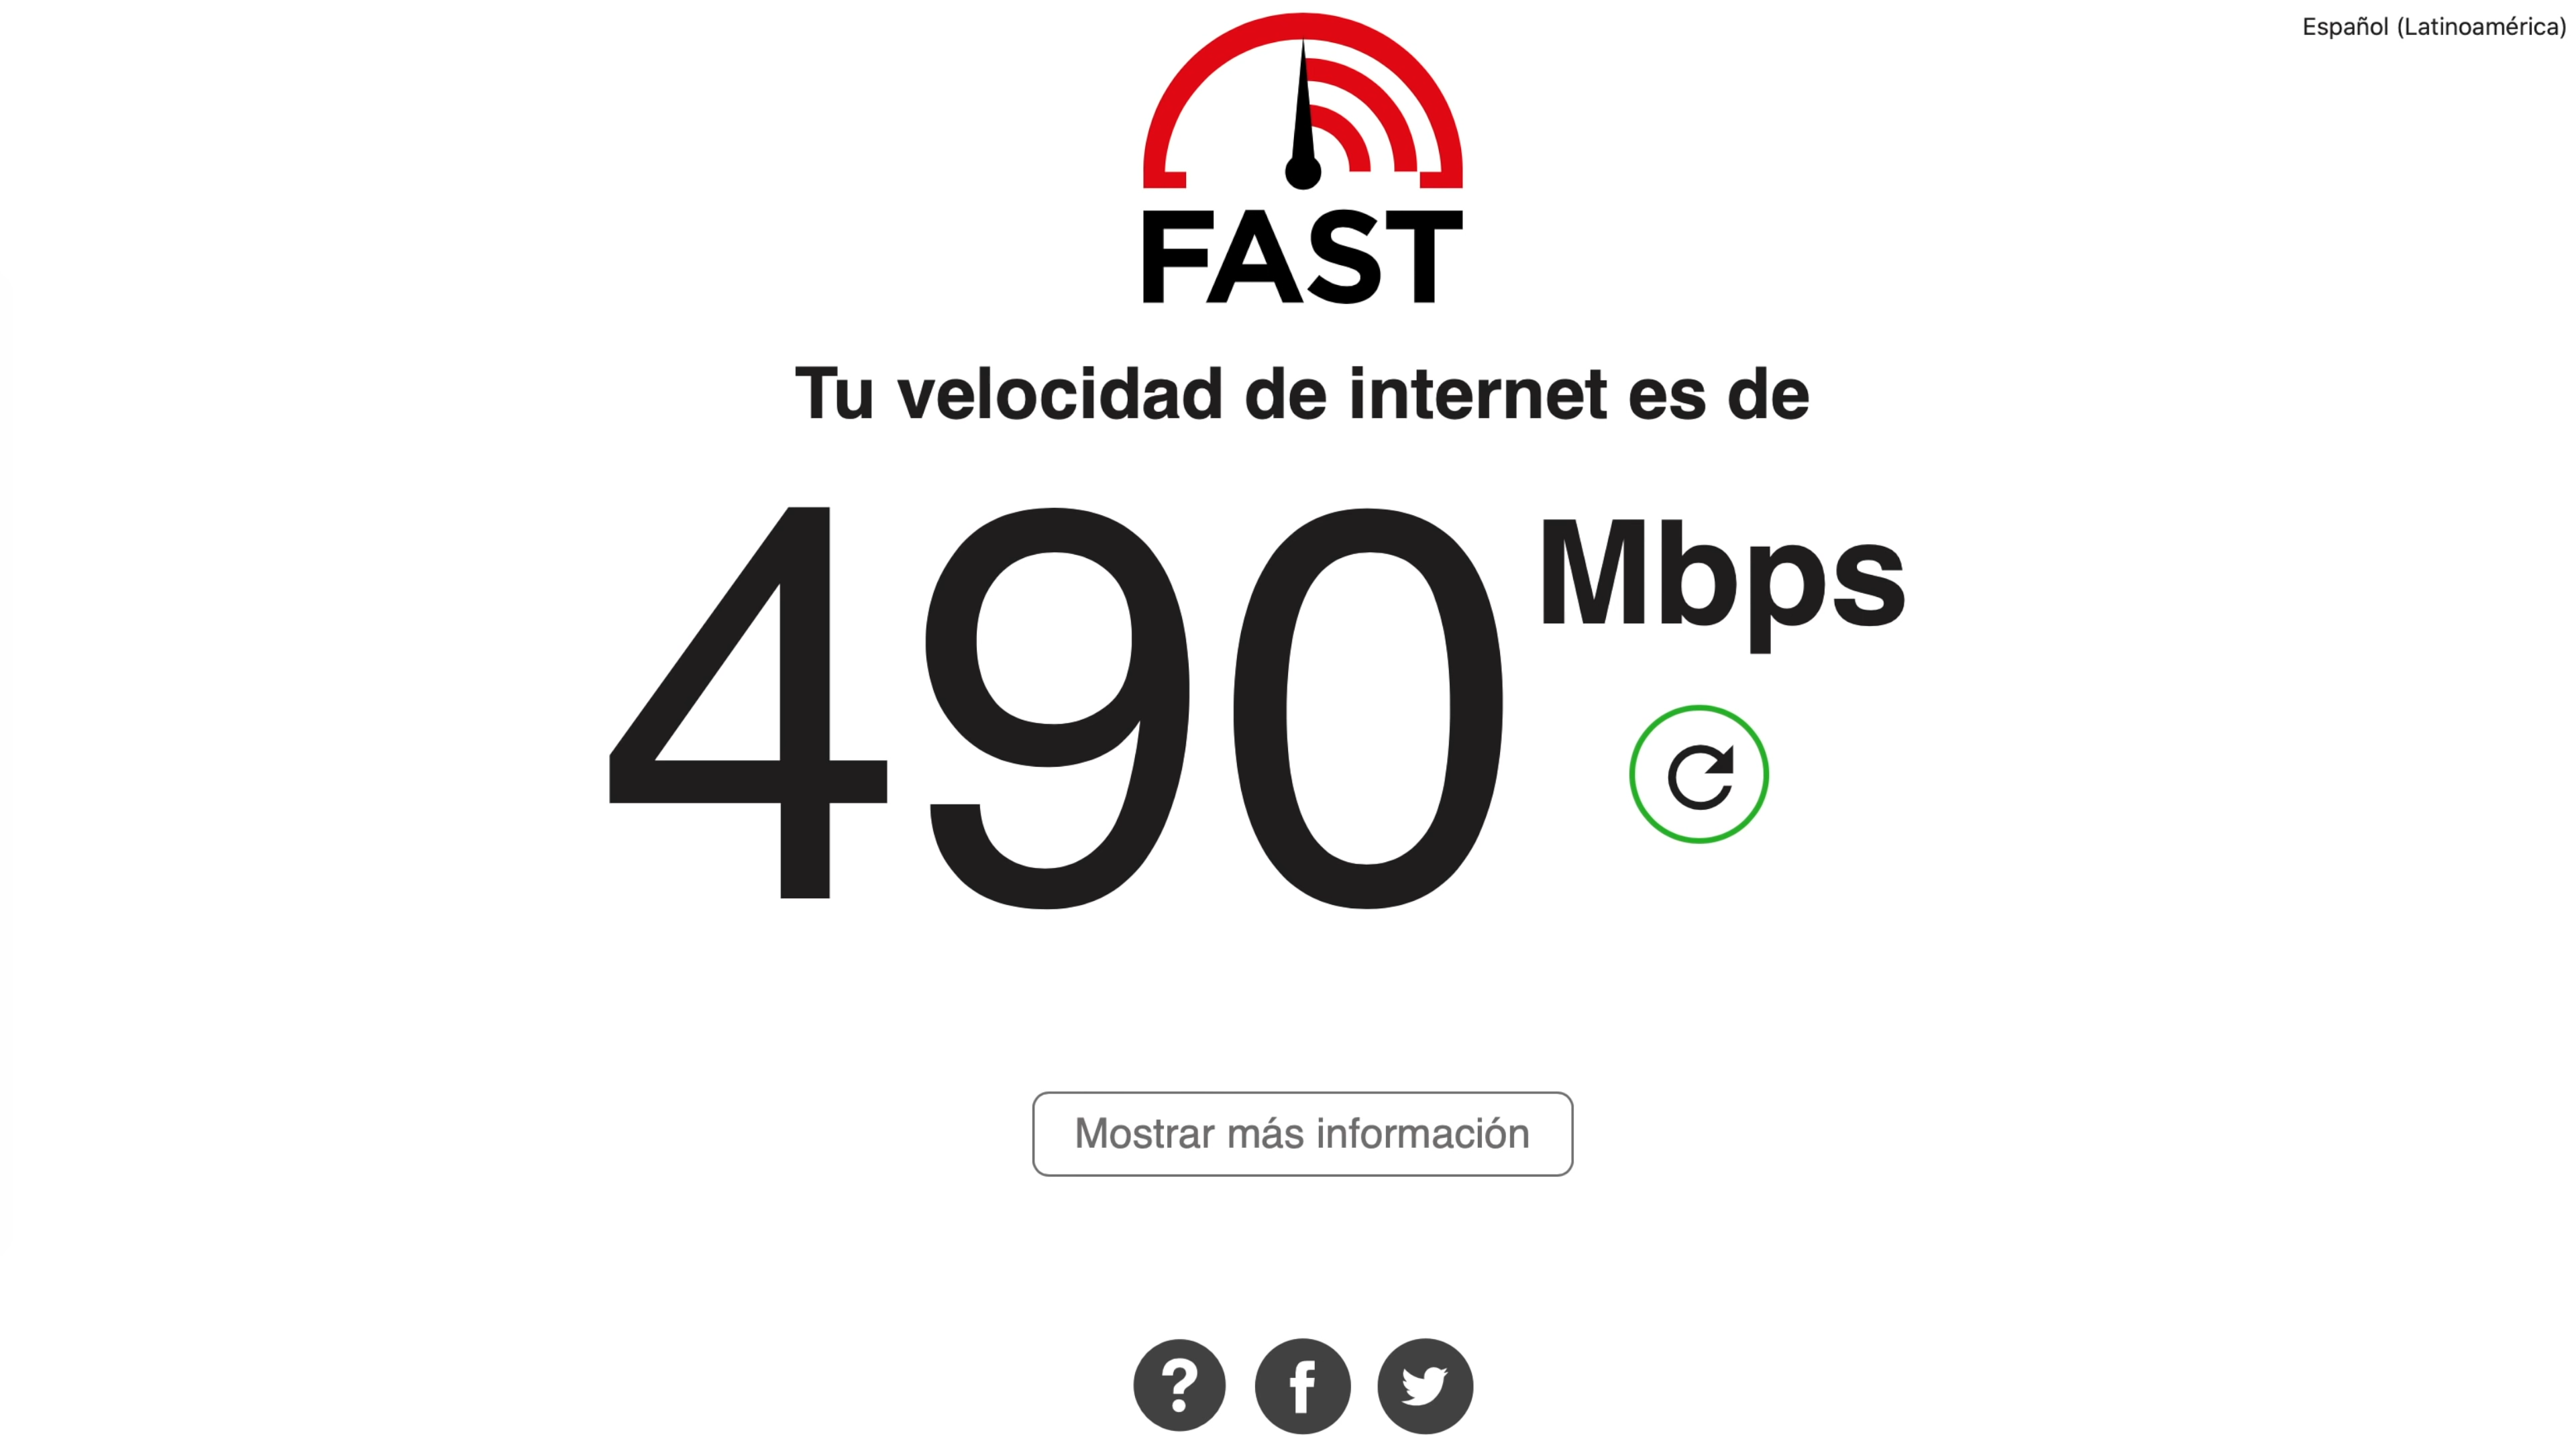 Español (Latinoamérica)
FAST
Tu velocidad de internet es de
490 Mbps
Mostrar más información
?
f